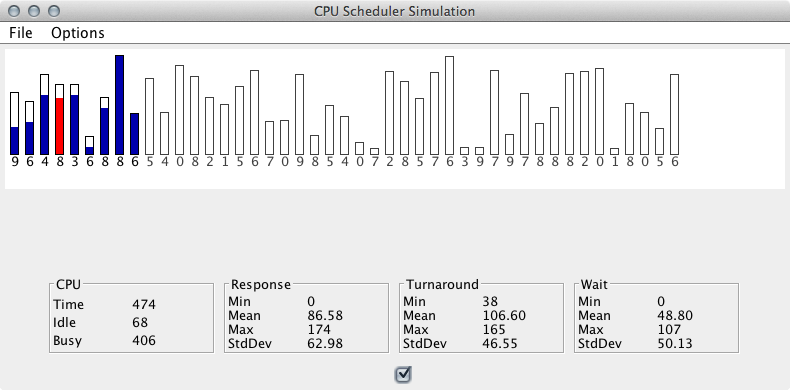 CPU Scheduler Simulation
File Options
9 6 4 8 3 6 8 8 6 5 4 0 8 2 1 5 6 7 0 9 8 5 4 0 7 2 8 5 7 6 3 9 7 9 7 8 8 8 2 0 1 8 0 5 6
CPU Response Turnaround Wait
Time 474 Min 0 Min 38 Min 0
Idle 68 Mean 86.58 Mean 106.60 Mean 48.80
Busy 406 Max 174 Max 165 Max 107
StdDev 62.98 StdDev 46.55 StdDev 50.13